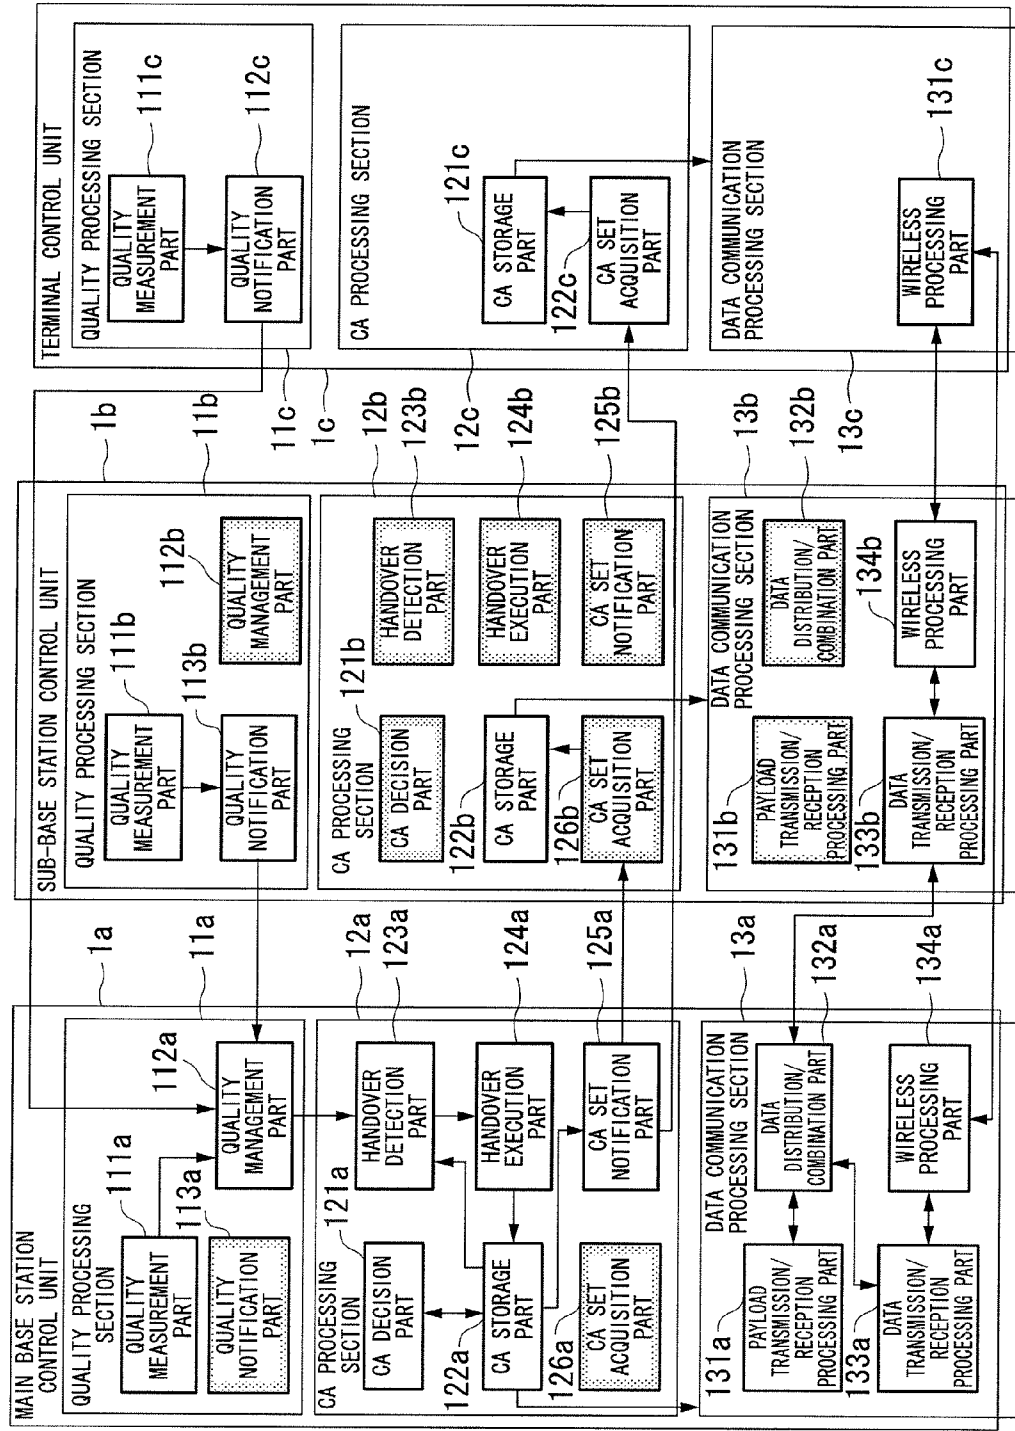 MAIN BASE STATION
CONTROL UNIT
1a
QUALITY PROCESSING
SECTION
11a
QUALITY
MEASUREMENT
PART
111a
QUALITY
NOTIFICATION
PART
113a
QUALITY
MANAGEMENT
PART
112a
CA PROCESSING
SECTION
12a
CA DECISION
PART
121a
CA STORAGE
PART
122a
CA SET
ACQUISITION
PART
126a
HANDOVER
DETECTION
PART
123a
HANDOVER
EXECUTION
PART
124a
CA SET
NOTIFICATION
PART
125a
DATA COMMUNICATION
PROCESSING SECTION
13a
PAYLOAD
TRANSMISSION/
RECEPTION
PROCESSING PART
131a
DATA
TRANSMISSION/
RECEPTION
PROCESSING PART
133a
DATA
DISTRIBUTION/
COMBINATION PART
132a
WIRELESS
PROCESSING
PART
134a
SUB-BASE STATION CONTROL UNIT
1b
QUALITY PROCESSING SECTION
11b
QUALITY
MEASUREMENT
PART
111b
QUALITY
NOTIFICATION
PART
113b
QUALITY
MANAGEMENT
PART
112b
CA PROCESSING
SECTION
12b
CA DECISION
PART
121b
CA STORAGE
PART
122b
CA SET
ACQUISITION
PART
126b
HANDOVER
DETECTION
PART
123b
HANDOVER
EXECUTION
PART
124b
CA SET
NOTIFICATION
PART
125b
DATA COMMUNICATION
PROCESSING SECTION
13b
PAYLOAD
TRANSMISSION/
RECEPTION
PROCESSING PART
131b
DATA
TRANSMISSION/
RECEPTION
PROCESSING PART
133b
DATA
DISTRIBUTION/
COMBINATION PART
132b
WIRELESS
PROCESSING
PART
134b
TERMINAL CONTROL UNIT
1c
QUALITY PROCESSING SECTION
11c
QUALITY
MEASUREMENT
PART
111c
QUALITY
NOTIFICATION
PART
112c
CA PROCESSING SECTION
12c
CA STORAGE
PART
121c
CA SET
ACQUISITION
PART
122c
DATA COMMUNICATION
PROCESSING SECTION
13c
WIRELESS
PROCESSING
PART
131c